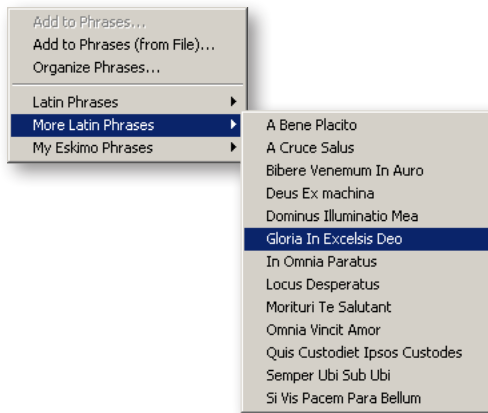 Add to Phrases...
Add to Phrases (from File)...
Organize Phrases...
Latin Phrases
More Latin Phrases
My Eskimo Phrases
A Bene Placito
A Cruce Salus
Bibere Venemum In Auro
Deus Ex machina
Dominus Illuminatio Mea
Gloria In Excelsis Deo
In Omnia Paratus
Locus Desperatus
Morituri Te Salutant
Omnia Vincit Amor
Quis Custodiet Ipsos Custodes
Semper Ubi Sub Ubi
Si Vis Pacem Para Bellum